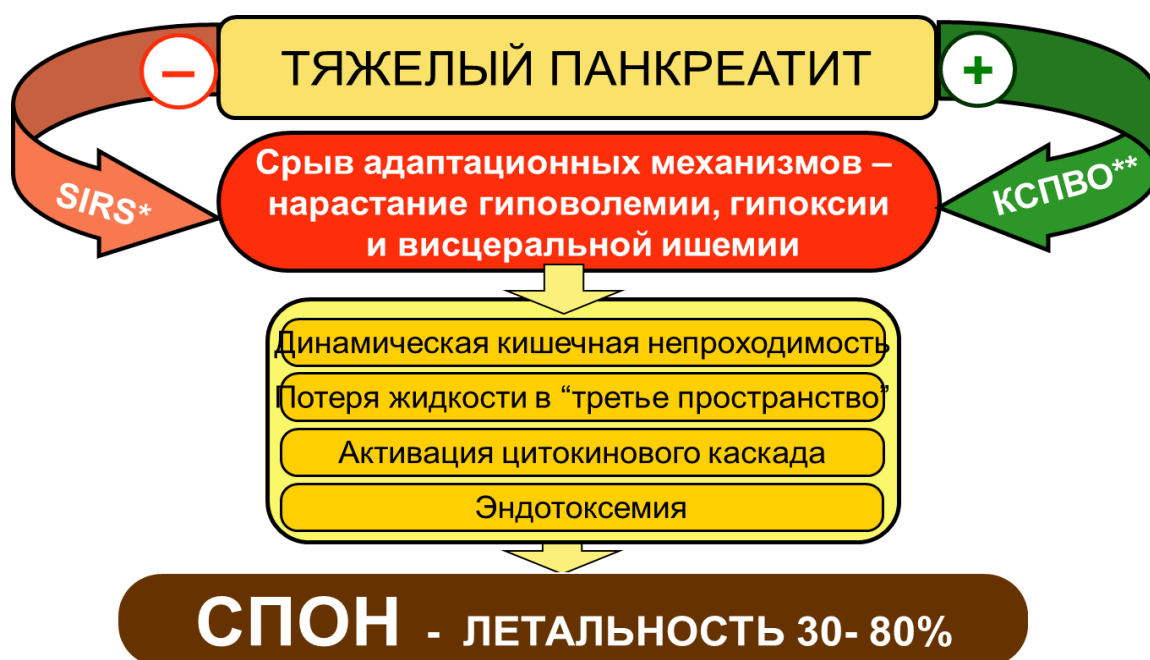 –
ТЯЖЕЛЫЙ ПАНКРЕАТИТ
+
SIRS*
Срыв адаптационных механизмов –
нарастание гиповолемии, гипоксии
и висцеральной ишемии
КСПВО**
Динамическая кишечная непроходимость
Потеря жидкости в “третье пространство”
Активация цитокинового каскада
Эндотоксемия
СПОН - ЛЕТАЛЬНОСТЬ 30- 80%